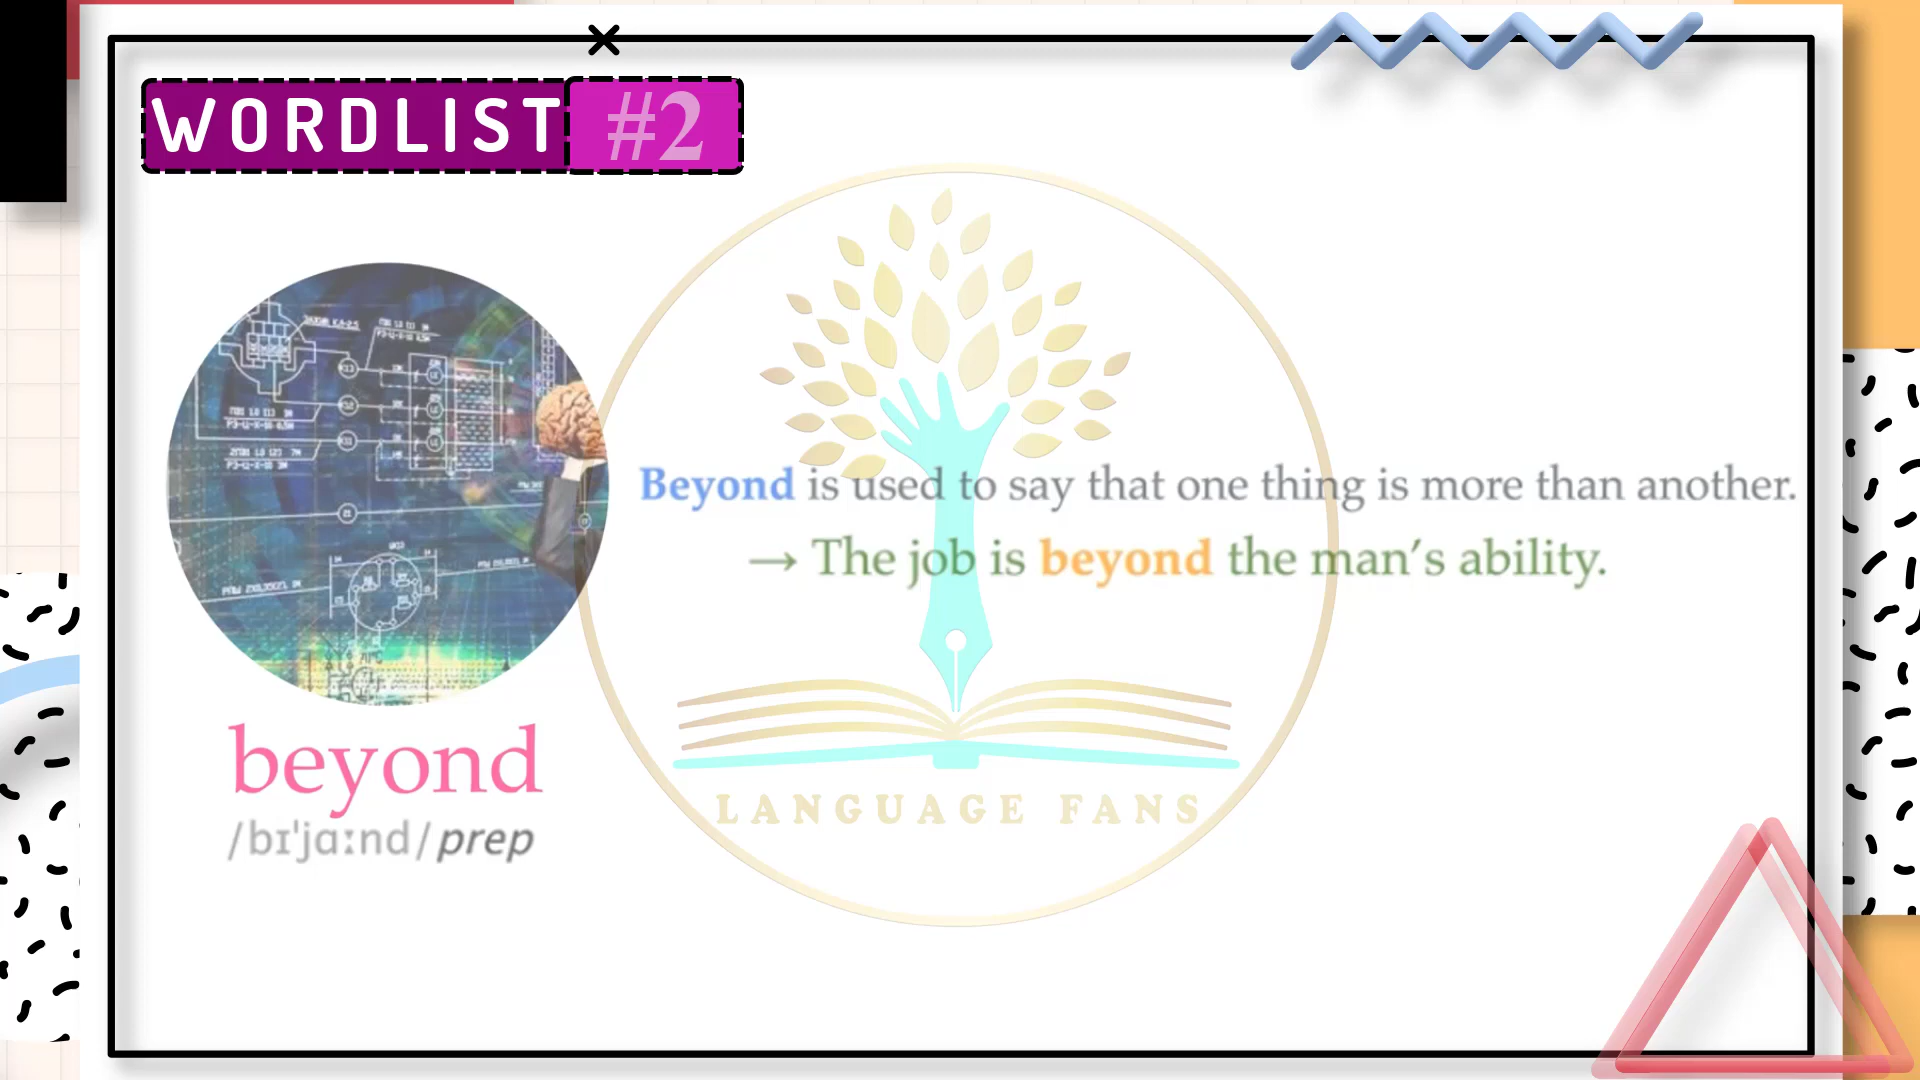 WORDLIST #2
Beyond is used to say that one thing is more than another.
→ The job is beyond the man's ability.
beyond
/bɪˈjɑːnd/ prep
LANGUAGE FANS